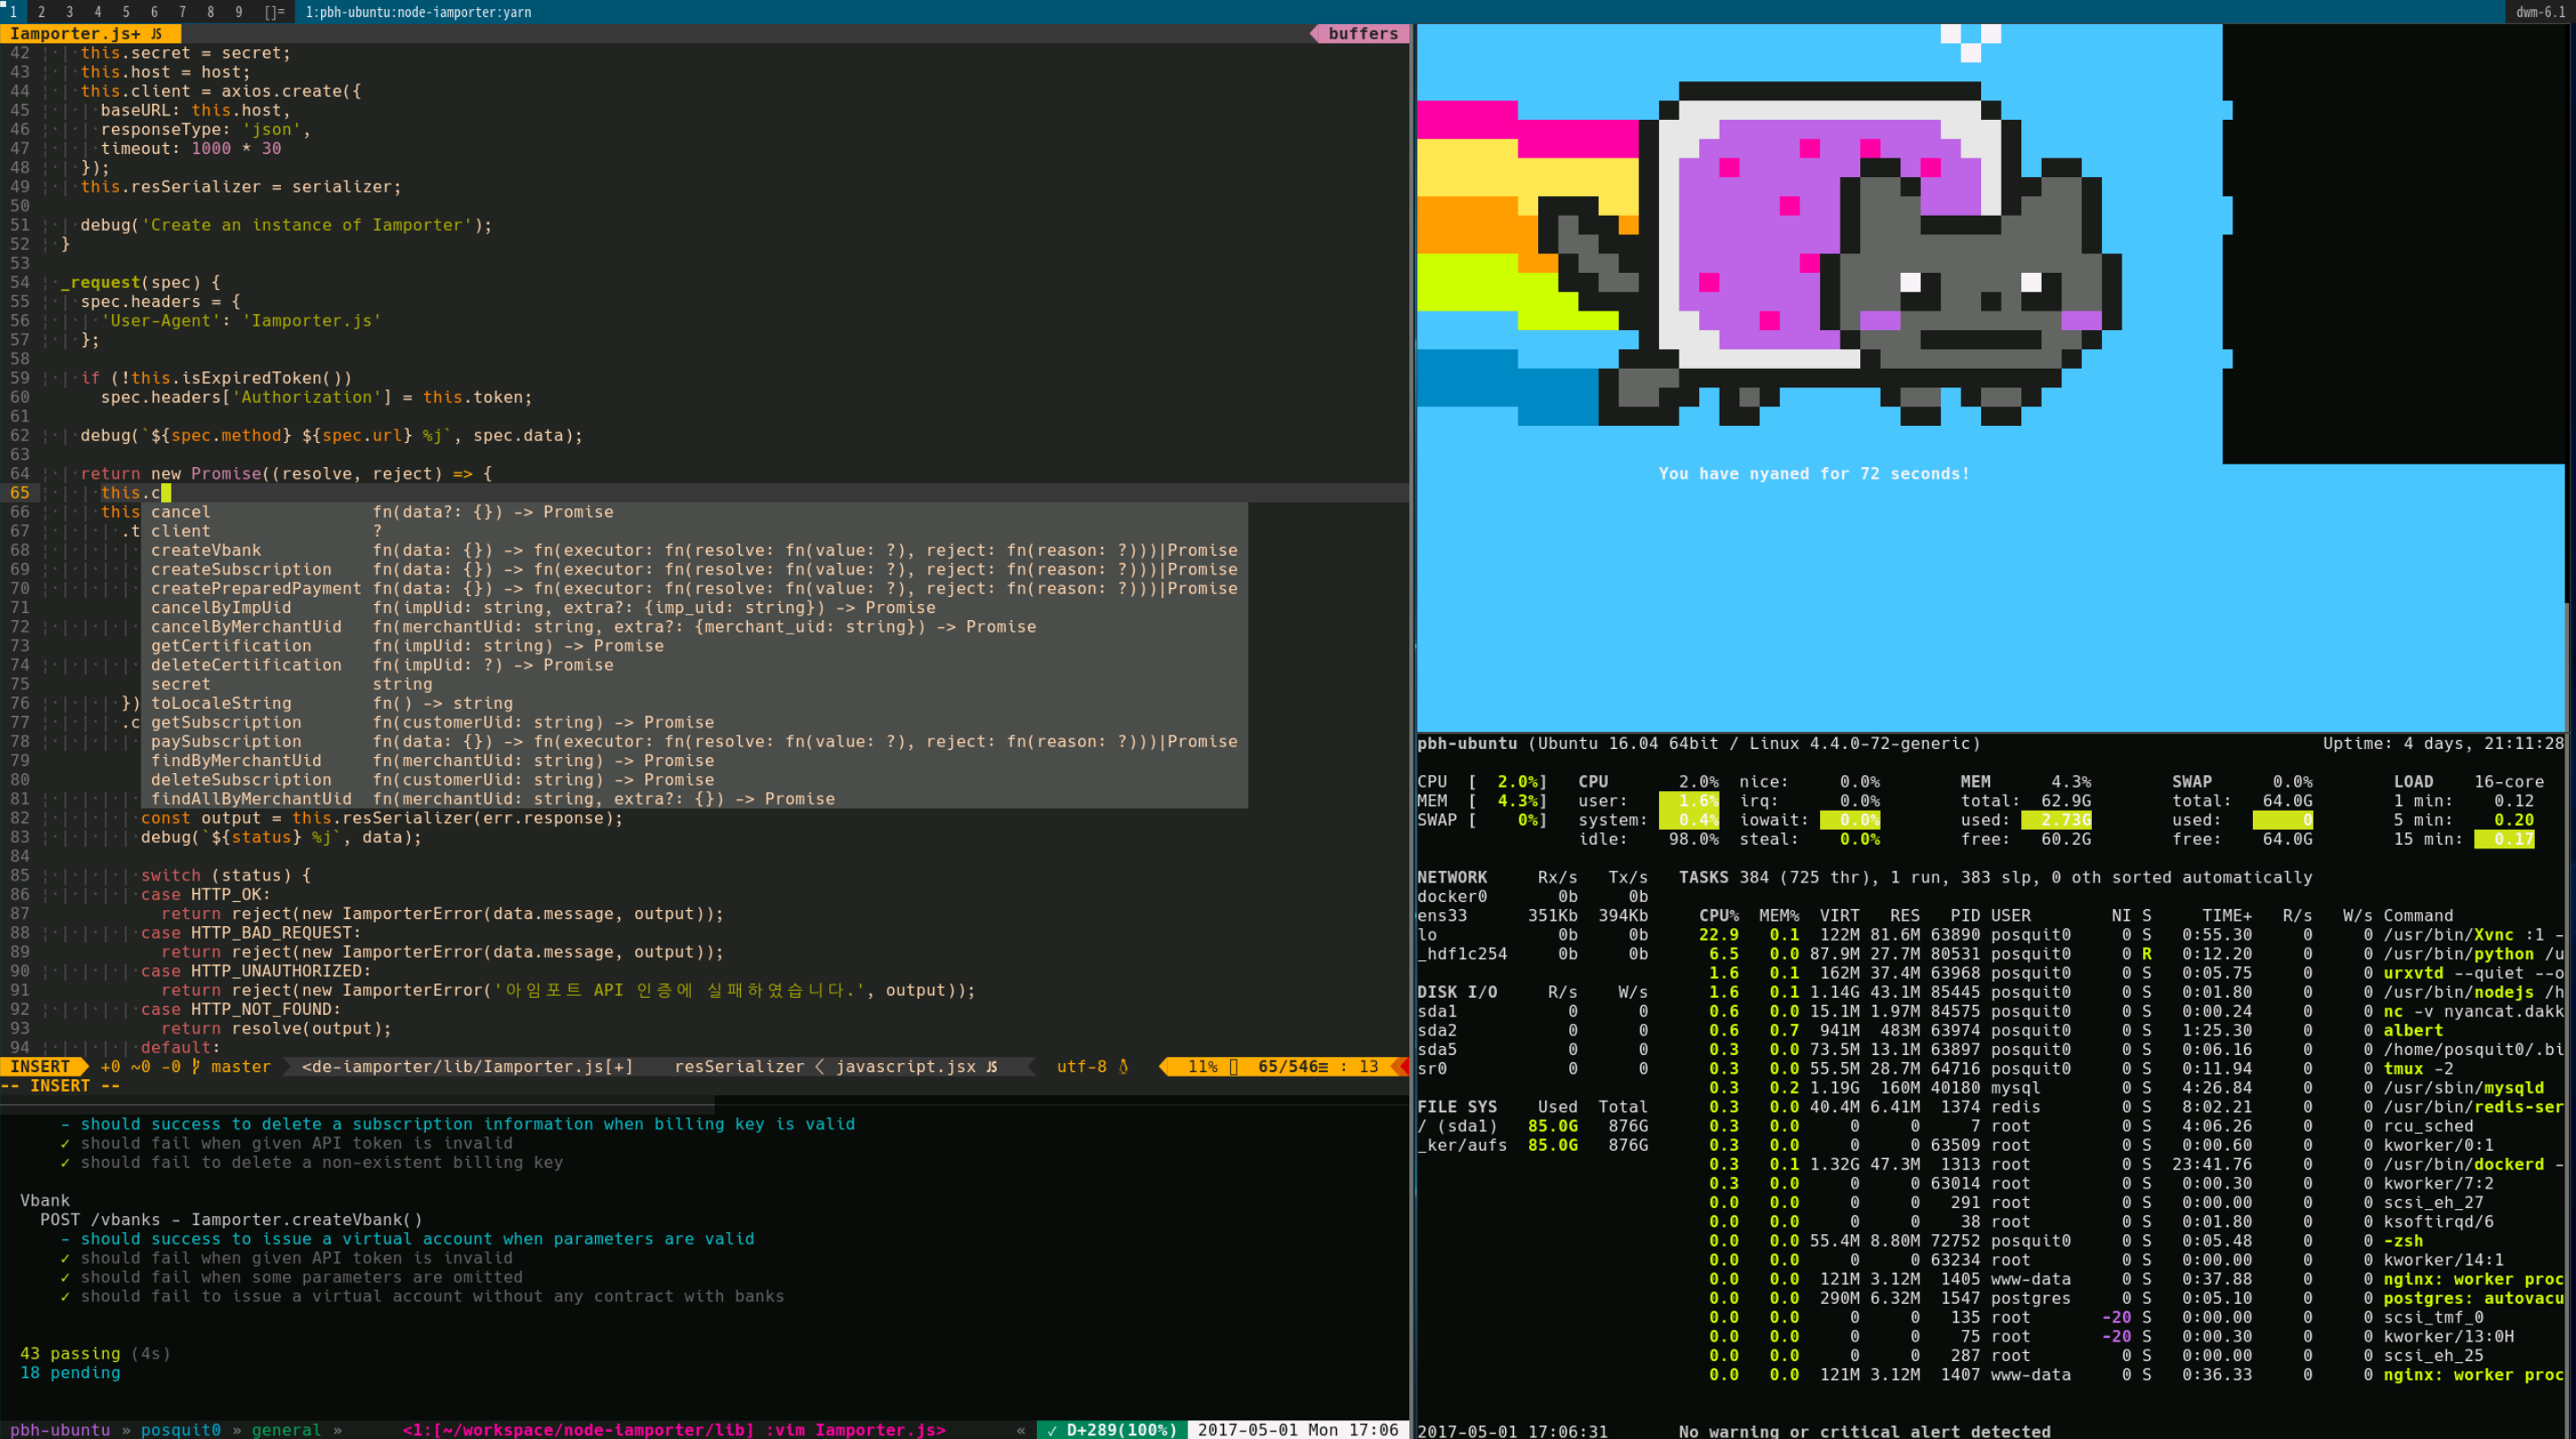 1 2 3 4 5 6 7 8 9 []= 1:pbh-ubuntu:node-iamporter:yarn dwm-6.1
Iamporter.js+ JS buffers
42 this.secret = secret;
43 this.host = host;
44 this.client = axios.create({
45 baseURL: this.host,
46 responseType: 'json',
47 timeout: 1000 * 30
48 });
49 this.resSerializer = serializer;
50
51 debug('Create an instance of Iamporter');
52 }
53
54 _request(spec) {
55 spec.headers = {
56 'User-Agent': 'Iamporter.js'
57 };
58
59 if (!this.isExpiredToken())
60 spec.headers['Authorization'] = this.token;
61
62 debug(`${spec.method} ${spec.url} %j`, spec.data);
63
64 return new Promise((resolve, reject) => {
65 this.c
66 this cancel fn(data?: {}) -> Promise
67 .t client ?
68 createVbank fn(data: {}) -> fn(executor: fn(resolve: fn(value: ?), reject: fn(reason: ?)))|Promise
69 createSubscription fn(data: {}) -> fn(executor: fn(resolve: fn(value: ?), reject: fn(reason: ?)))|Promise
70 createPreparedPayment fn(data: {}) -> fn(executor: fn(resolve: fn(value: ?), reject: fn(reason: ?)))|Promise
71 cancelByImpUid fn(impUid: string, extra?: {imp_uid: string}) -> Promise
72 cancelByMerchantUid fn(merchantUid: string, extra?: {merchant_uid: string}) -> Promise
73 getCertification fn(impUid: string) -> Promise
74 deleteCertification fn(impUid: ?) -> Promise
75 secret string
76 }) toLocaleString fn() -> string
77 .c getSubscription fn(customerUid: string) -> Promise
78 paySubscription fn(data: {}) -> fn(executor: fn(resolve: fn(value: ?), reject: fn(reason: ?)))|Promise
79 findByMerchantUid fn(merchantUid: string) -> Promise
80 deleteSubscription fn(customerUid: string) -> Promise
81 findAllByMerchantUid fn(merchantUid: string, extra?: {}) -> Promise
82 const output = this.resSerializer(err.response);
83 debug(`${status} %j`, data);
84
85 switch (status) {
86 case HTTP_OK:
87 return reject(new IamporterError(data.message, output));
88 case HTTP_BAD_REQUEST:
89 return reject(new IamporterError(data.message, output));
90 case HTTP_UNAUTHORIZED:
91 return reject(new IamporterError('아임포트 API 인증에 실패하였습니다.', output));
92 case HTTP_NOT_FOUND:
93 return resolve(output);
94 default:
INSERT +0 ~0 -0 master <de-iamporter/lib/Iamporter.js[+] resSerializer < javascript.jsx JS utf-8 11% 65/546≡ : 13
-- INSERT --
- should success to delete a subscription information when billing key is valid
✓ should fail when given API token is invalid
✓ should fail to delete a non-existent billing key
Vbank
POST /vbanks - Iamporter.createVbank()
- should success to issue a virtual account when parameters are valid
✓ should fail when given API token is invalid
✓ should fail when some parameters are omitted
✓ should fail to issue a virtual account without any contract with banks
43 passing (4s)
18 pending
pbh-ubuntu » posquit0 » general » <1:[~/workspace/node-iamporter/lib] :vim Iamporter.js> « ✓ D+289(100%) 2017-05-01 Mon 17:06
You have nyaned for 72 seconds!
pbh-ubuntu (Ubuntu 16.04 64bit / Linux 4.4.0-72-generic) Uptime: 4 days, 21:11:28
CPU [ 2.0%] CPU 2.0% nice: 0.0% MEM 4.3% SWAP 0.0% LOAD 16-core
MEM [ 4.3%] user: 1.6% irq: 0.0% total: 62.9G total: 64.0G 1 min: 0.12
SWAP [ 0%] system: 0.4% iowait: 0.0% used: 2.73G used: 0 5 min: 0.20
idle: 98.0% steal: 0.0% free: 60.2G free: 64.0G 15 min: 0.17
NETWORK Rx/s Tx/s TASKS 384 (725 thr), 1 run, 383 slp, 0 oth sorted automatically
docker0 0b 0b
ens33 351Kb 394Kb CPU% MEM% VIRT RES PID USER NI S TIME+ R/s W/s Command
lo 0b 0b 22.9 0.1 122M 81.6M 63890 posquit0 0 S 0:55.30 0 0 /usr/bin/Xvnc :1 -
_hdf1c254 0b 0b 6.5 0.0 87.9M 27.7M 80531 posquit0 0 R 0:12.20 0 0 /usr/bin/python /u
1.6 0.1 162M 37.4M 63968 posquit0 0 S 0:05.75 0 0 urxvtd --quiet --o
DISK I/O R/s W/s 1.6 0.1 1.14G 43.1M 85445 posquit0 0 S 0:01.80 0 0 /usr/bin/nodejs /h
sda1 0 0 0.6 0.0 15.1M 1.97M 84575 posquit0 0 S 0:00.24 0 0 nc -v nyancat.dakk
sda2 0 0 0.6 0.7 941M 483M 63974 posquit0 0 S 1:25.30 0 0 albert
sda5 0 0 0.3 0.0 73.5M 13.1M 63897 posquit0 0 S 0:06.16 0 0 /home/posquit0/.bi
sr0 0 0 0.3 0.0 55.5M 28.7M 64716 posquit0 0 S 0:11.94 0 0 tmux -2
0.3 0.2 1.19G 160M 40180 mysql 0 S 4:26.84 0 0 /usr/sbin/mysqld
FILE SYS Used Total 0.3 0.0 40.4M 6.41M 1374 redis 0 S 8:02.21 0 0 /usr/bin/redis-ser
/ (sda1) 85.0G 876G 0.3 0.0 0 0 7 root 0 S 4:06.26 0 0 rcu_sched
_ker/aufs 85.0G 876G 0.3 0.0 0 0 63509 root 0 S 0:00.60 0 0 kworker/0:1
0.3 0.1 1.32G 47.3M 1313 root 0 S 23:41.76 0 0 /usr/bin/dockerd -
0.3 0.0 0 0 63014 root 0 S 0:00.30 0 0 kworker/7:2
0.0 0.0 0 0 291 root 0 S 0:00.00 0 0 scsi_eh_27
0.0 0.0 0 0 38 root 0 S 0:01.80 0 0 ksoftirqd/6
0.0 0.0 55.4M 8.80M 72752 posquit0 0 S 0:05.48 0 0 -zsh
0.0 0.0 0 0 63234 root 0 S 0:00.00 0 0 kworker/14:1
0.0 0.0 121M 3.12M 1405 www-data 0 S 0:37.88 0 0 nginx: worker proc
0.0 0.0 290M 6.32M 1547 postgres 0 S 0:05.10 0 0 postgres: autovacu
0.0 0.0 0 0 135 root -20 S 0:00.00 0 0 scsi_tmf_0
0.0 0.0 0 0 75 root -20 S 0:00.30 0 0 kworker/13:0H
0.0 0.0 0 0 287 root 0 S 0:00.00 0 0 scsi_eh_25
0.0 0.0 121M 3.12M 1407 www-data 0 S 0:36.33 0 0 nginx: worker proc
2017-05-01 17:06:31 No warning or critical alert detected